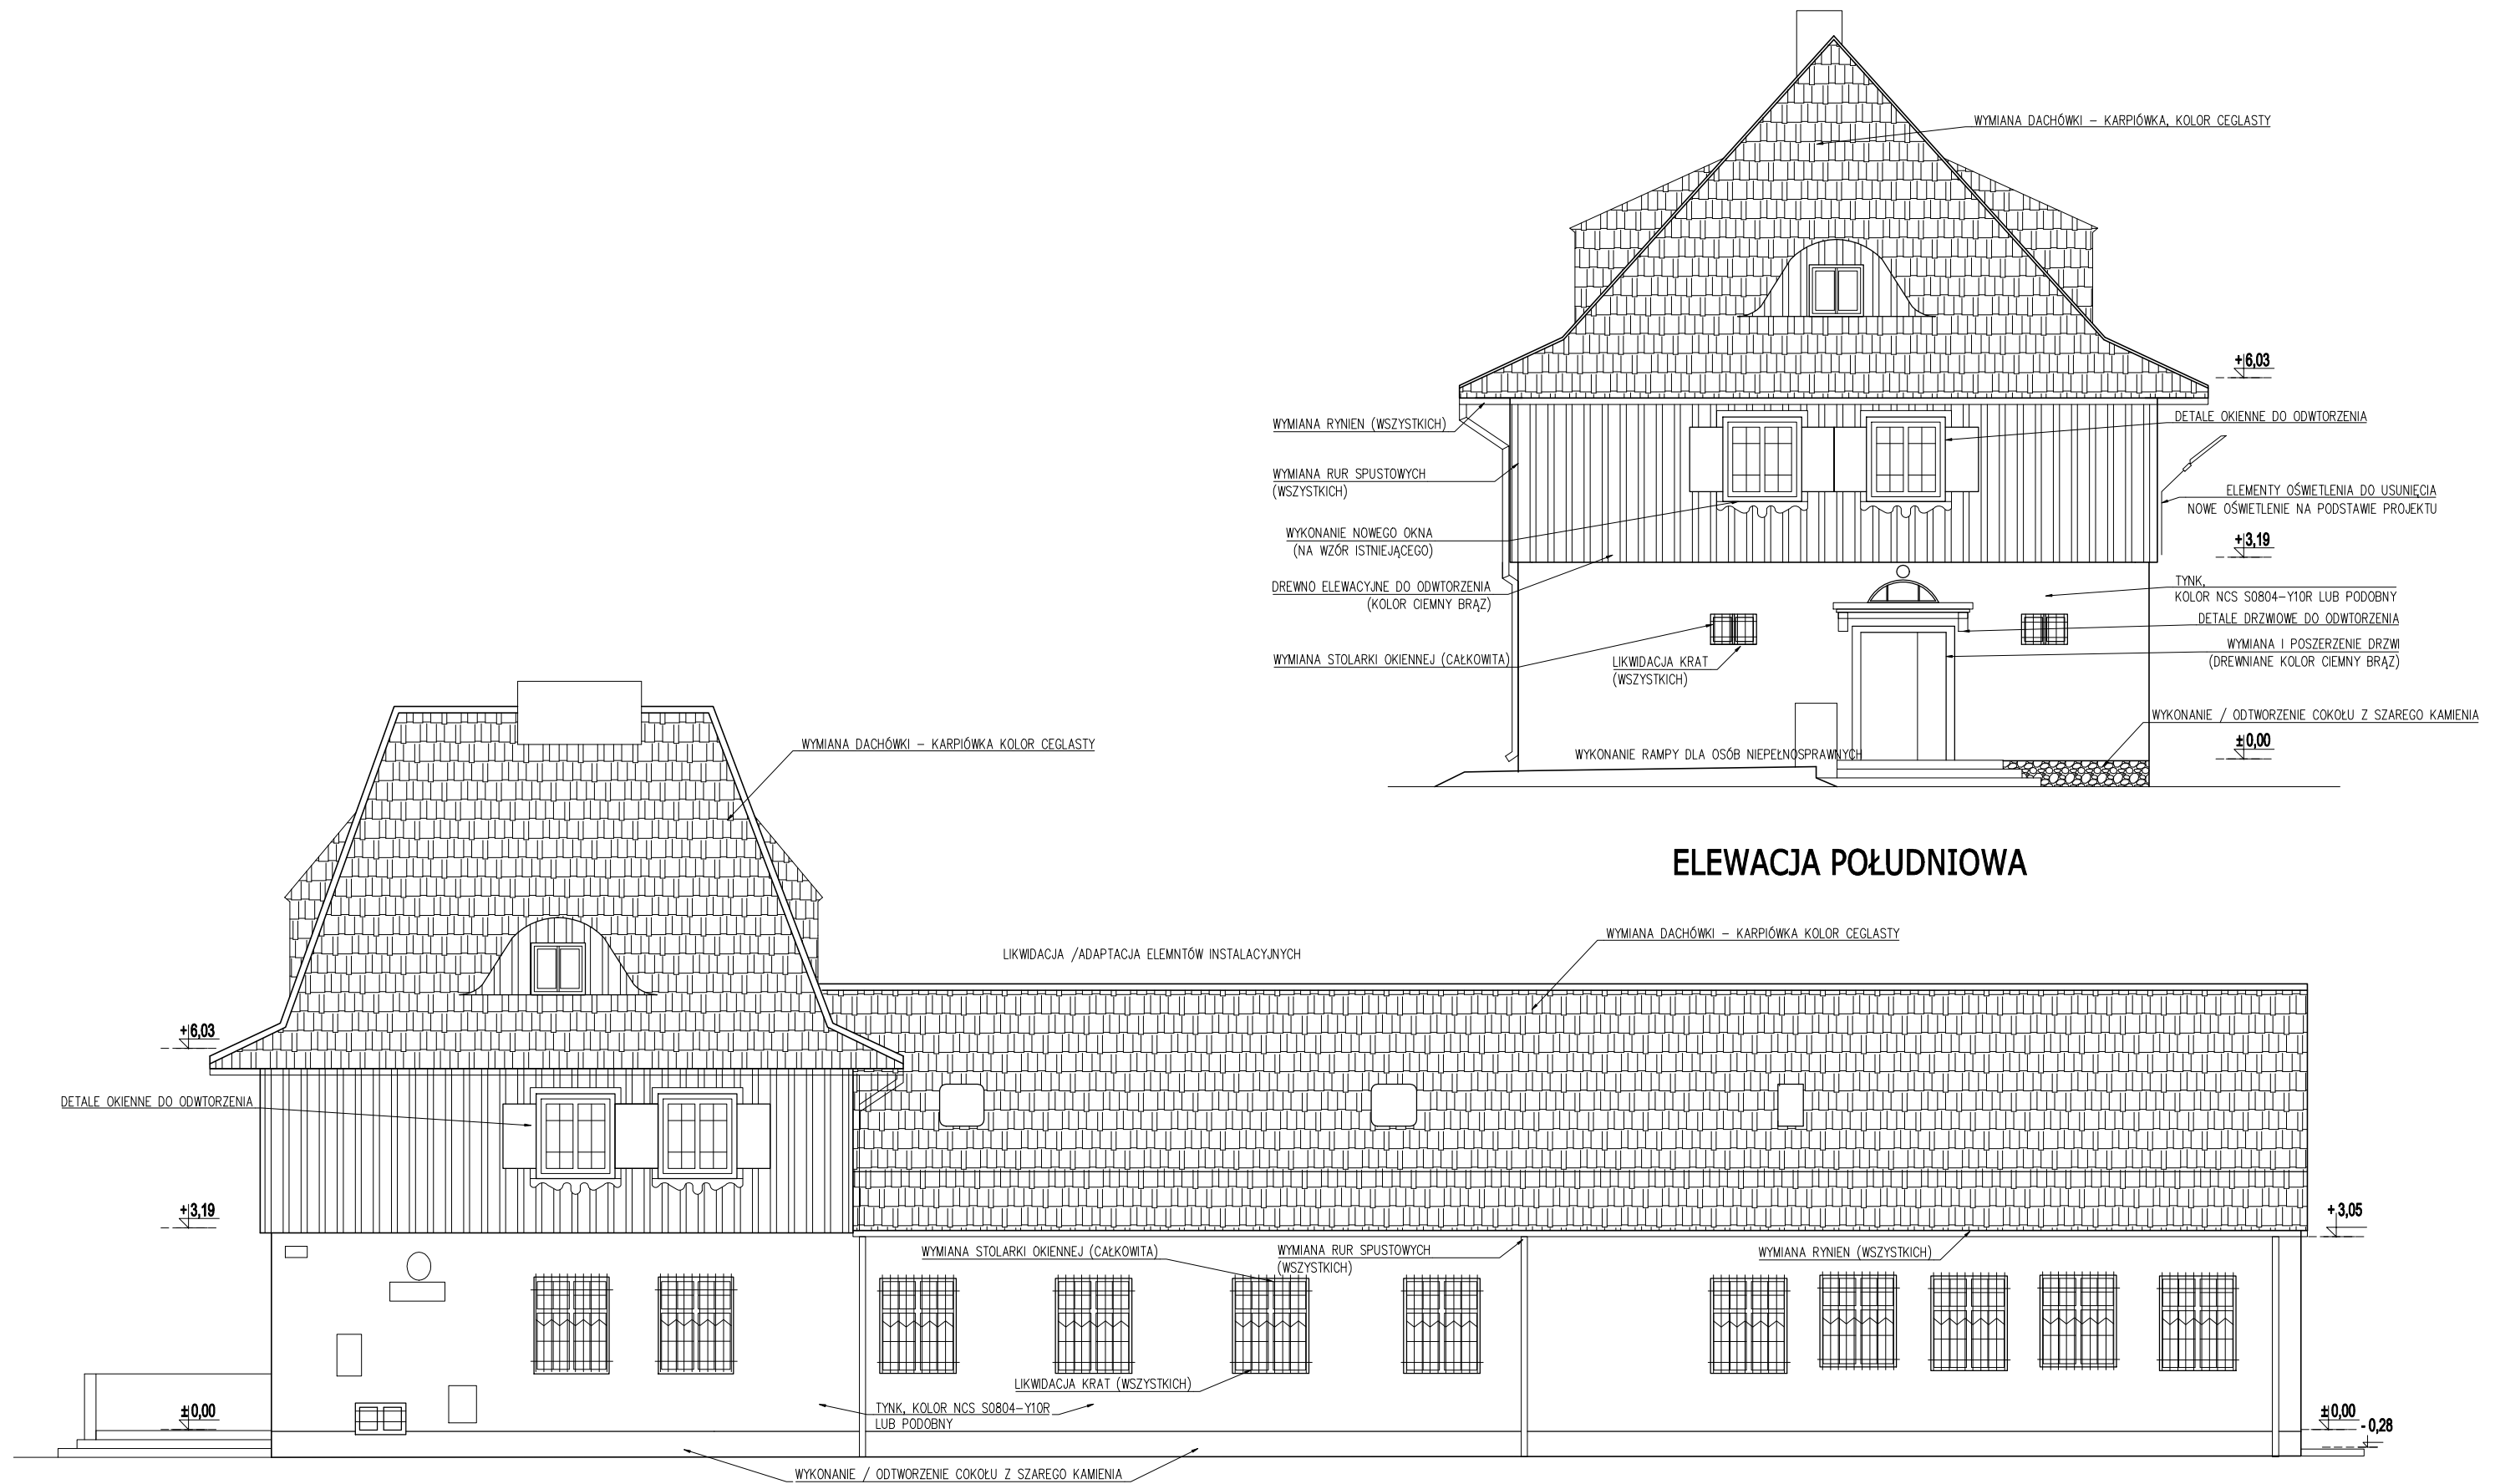 WYMIANA DACHÓWKI – KARPIÓWKA, KOLOR CEGLASTY
+6,03
WYMIANA RYNIEN (WSZYSTKICH)
DETALE OKIENNE DO ODWTORZENIA
WYMIANA RUR SPUSTOWYCH
(WSZYSTKICH)
ELEMENTY OŚWIETLENIA DO USUNIĘCIA
NOWE OŚWIETLENIE NA PODSTAWIE PROJEKTU
WYKONANIE NOWEGO OKNA
(NA WZÓR ISTNIEJĄCEGO)
+3,19
DREWNO ELEWACYJNE DO ODWTORZENIA
(KOLOR CIEMNY BRĄZ)
TYNK,
KOLOR NCS S0804-Y10R LUB PODOBNY
DETALE DRZWIOWE DO ODWTORZENIA
WYMIANA I POSZERZENIE DRZWI
(DREWNIANE KOLOR CIEMNY BRĄZ)
WYMIANA STOLARKI OKIENNEJ (CAŁKOWITA)
LIKWIDACJA KRAT
(WSZYSTKICH)
WYKONANIE / ODTWORZENIE COKOŁU Z SZAREGO KAMIENIA
±0,00
WYKONANIE RAMPY DLA OSÓB NIEPEŁNOSPRAWNYCH
ELEWACJA POŁUDNIOWA
WYMIANA DACHÓWKI – KARPIÓWKA KOLOR CEGLASTY
LIKWIDACJA /ADAPTACJA ELEMNTÓW INSTALACYJNYCH
WYMIANA DACHÓWKI – KARPIÓWKA KOLOR CEGLASTY
+6,03
DETALE OKIENNE DO ODWTORZENIA
+3,19
+3,05
WYMIANA STOLARKI OKIENNEJ (CAŁKOWITA)
WYMIANA RUR SPUSTOWYCH
(WSZYSTKICH)
WYMIANA RYNIEN (WSZYSTKICH)
LIKWIDACJA KRAT (WSZYSTKICH)
TYNK, KOLOR NCS S0804-Y10R
LUB PODOBNY
±0,00
±0,00
-0,28
WYKONANIE / ODTWORZENIE COKOŁU Z SZAREGO KAMIENIA